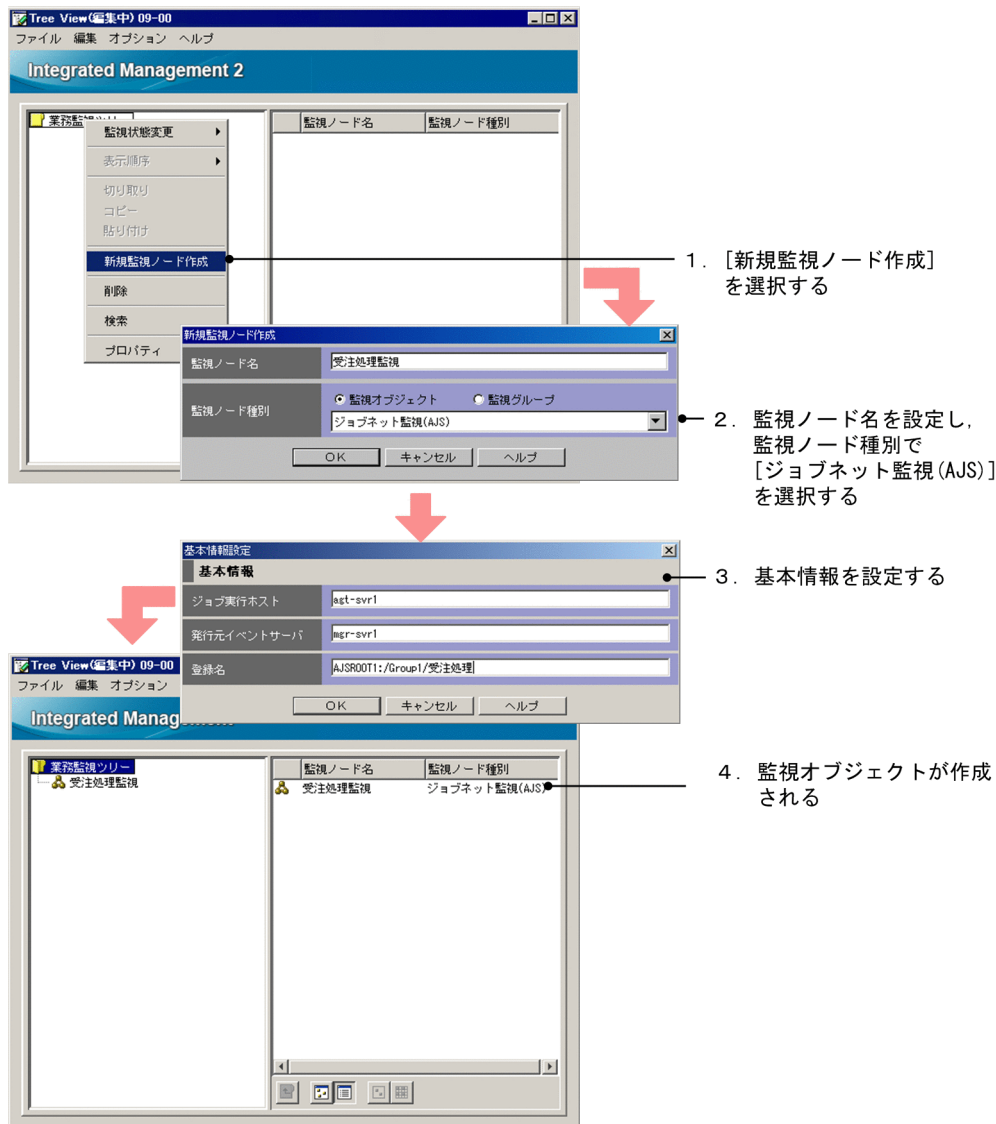 Tree View(編集中) 09-00
ファイル 編集 オプション ヘルプ
Integrated Management 2
業務監視ツリー
監視ノード名 監視ノード種別
監視状態変更
表示順序
切り取り
コピー
貼り付け
新規監視ノード作成
削除
検索
プロパティ
1. [新規監視ノード作成]
を選択する
新規監視ノード作成
監視ノード名 受注処理監視
監視ノード種別 監視オブジェクト 監視グループ
ジョブネット監視(AJS)
OK キャンセル ヘルプ
2. 監視ノード名を設定し,
監視ノード種別で
[ジョブネット監視(AJS)]
を選択する
基本情報設定
基本情報
ジョブ実行ホスト agt-svr1
発行元イベントサーバ mgr-svr1
登録名 AJSROOT1:/Group1/受注処理
OK キャンセル ヘルプ
3. 基本情報を設定する
Tree View(編集中) 09-00
ファイル 編集 オプション
Integrated Manag
業務監視ツリー
受注処理監視
監視ノード名 監視ノード種別
受注処理監視 ジョブネット監視(AJS)
4. 監視オブジェクトが作成
される